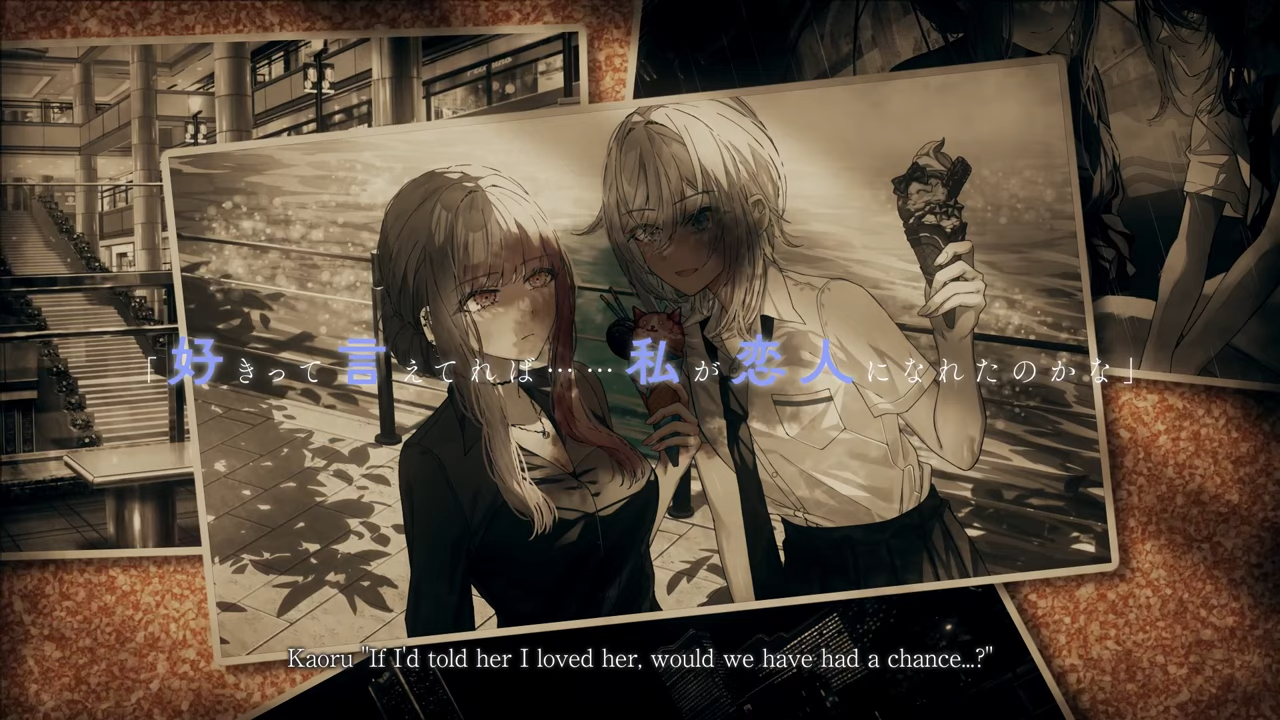 「好きって言えてれば……私が恋人になれたのかな」
Kaoru "If I'd told her I loved her, would we have had a chance...?"